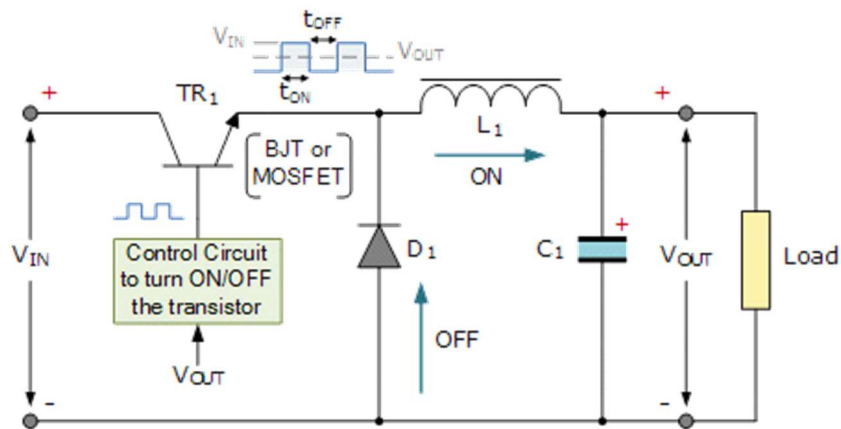 tOFF
VIN
VOUT
tON
+
TR1
L1
+
BJT or
MOSFET
ON
+
VIN
Control Circuit
to turn ON/OFF
the transistor
D1
C1
VOUT
Load
OFF
VOUT
-
-